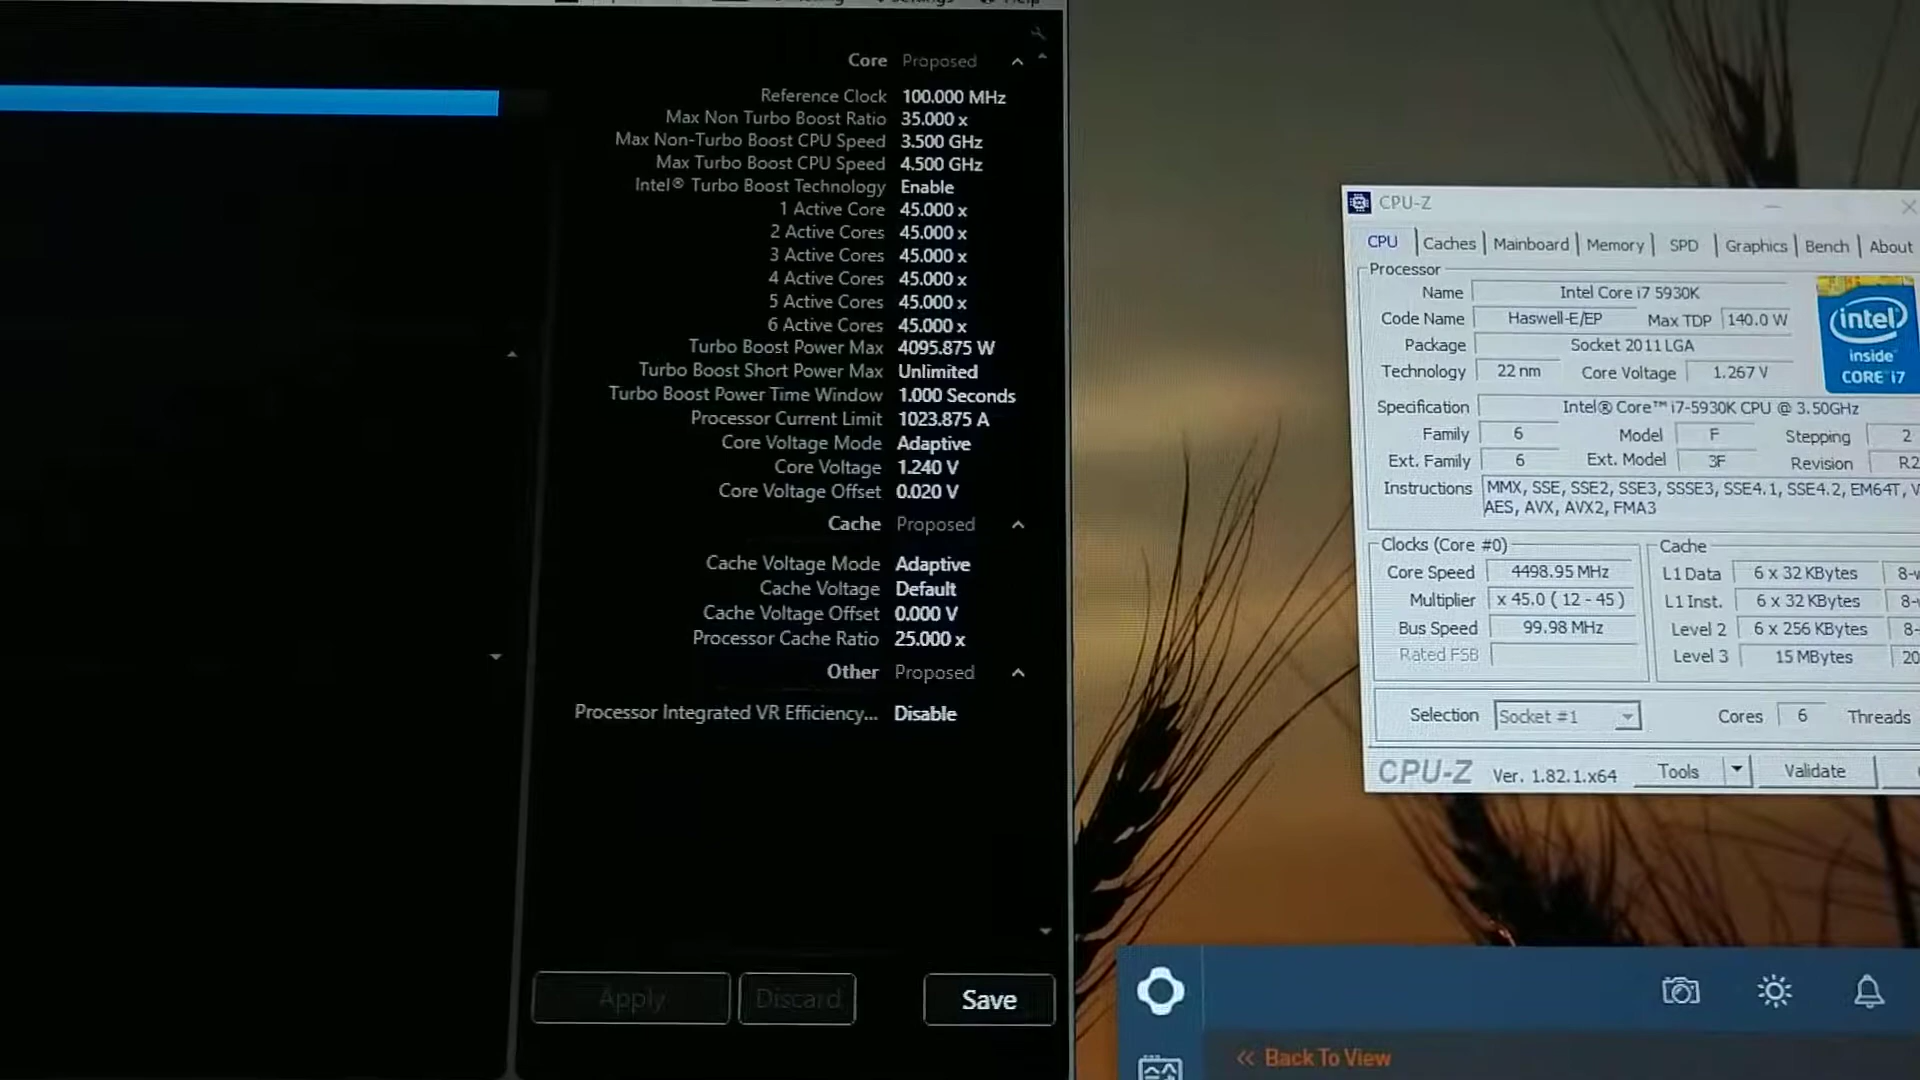 Core Proposed
Reference Clock 100.000 MHz
Max Non Turbo Boost Ratio 35.000 x
Max Non-Turbo Boost CPU Speed 3.500 GHz
Max Turbo Boost CPU Speed 4.500 GHz
Intel® Turbo Boost Technology Enable
1 Active Core 45.000 x
2 Active Cores 45.000 x
3 Active Cores 45.000 x
4 Active Cores 45.000 x
5 Active Cores 45.000 x
6 Active Cores 45.000 x
Turbo Boost Power Max 4095.875 W
Turbo Boost Short Power Max Unlimited
Turbo Boost Power Time Window 1.000 Seconds
Processor Current Limit 1023.875 A
Core Voltage Mode Adaptive
Core Voltage 1.240 V
Core Voltage Offset 0.020 V
Cache Proposed
Cache Voltage Mode Adaptive
Cache Voltage Default
Cache Voltage Offset 0.000 V
Processor Cache Ratio 25.000 x
Other Proposed
Processor Integrated VR Efficiency... Disable
Apply Discard Save
CPU-Z
CPU Caches Mainboard Memory SPD Graphics Bench About
Processor
Name Intel Core i7 5930K
Code Name Haswell-E/EP Max TDP 140.0 W
Package Socket 2011 LGA
Technology 22 nm Core Voltage 1.267 V
intel inside CORE i7
Specification Intel® Core™ i7-5930K CPU @ 3.50GHz
Family 6 Model F Stepping 2
Ext. Family 6 Ext. Model 3F Revision R2
Instructions MMX, SSE, SSE2, SSE3, SSSE3, SSE4.1, SSE4.2, EM64T, V
AES, AVX, AVX2, FMA3
Clocks (Core #0) Cache
Core Speed 4498.95 MHz L1 Data 6 x 32 KBytes 8-w
Multiplier x 45.0 ( 12 - 45 ) L1 Inst. 6 x 32 KBytes 8-
Bus Speed 99.98 MHz Level 2 6 x 256 KBytes 8-
Rated FSB Level 3 15 MBytes 20
Selection Socket #1 Cores 6 Threads
CPU-Z Ver. 1.82.1.x64 Tools Validate
<< Back To View